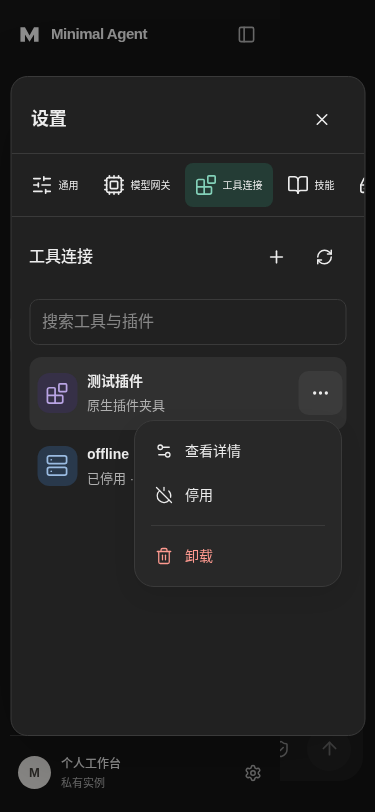 Minimal Agent
设置
通用
模型网关
工具连接
技能
工具连接
搜索工具与插件
测试插件
原生插件夹具
offline
已停用 ·
查看详情
停用
卸载
M
个人工作台
私有实例